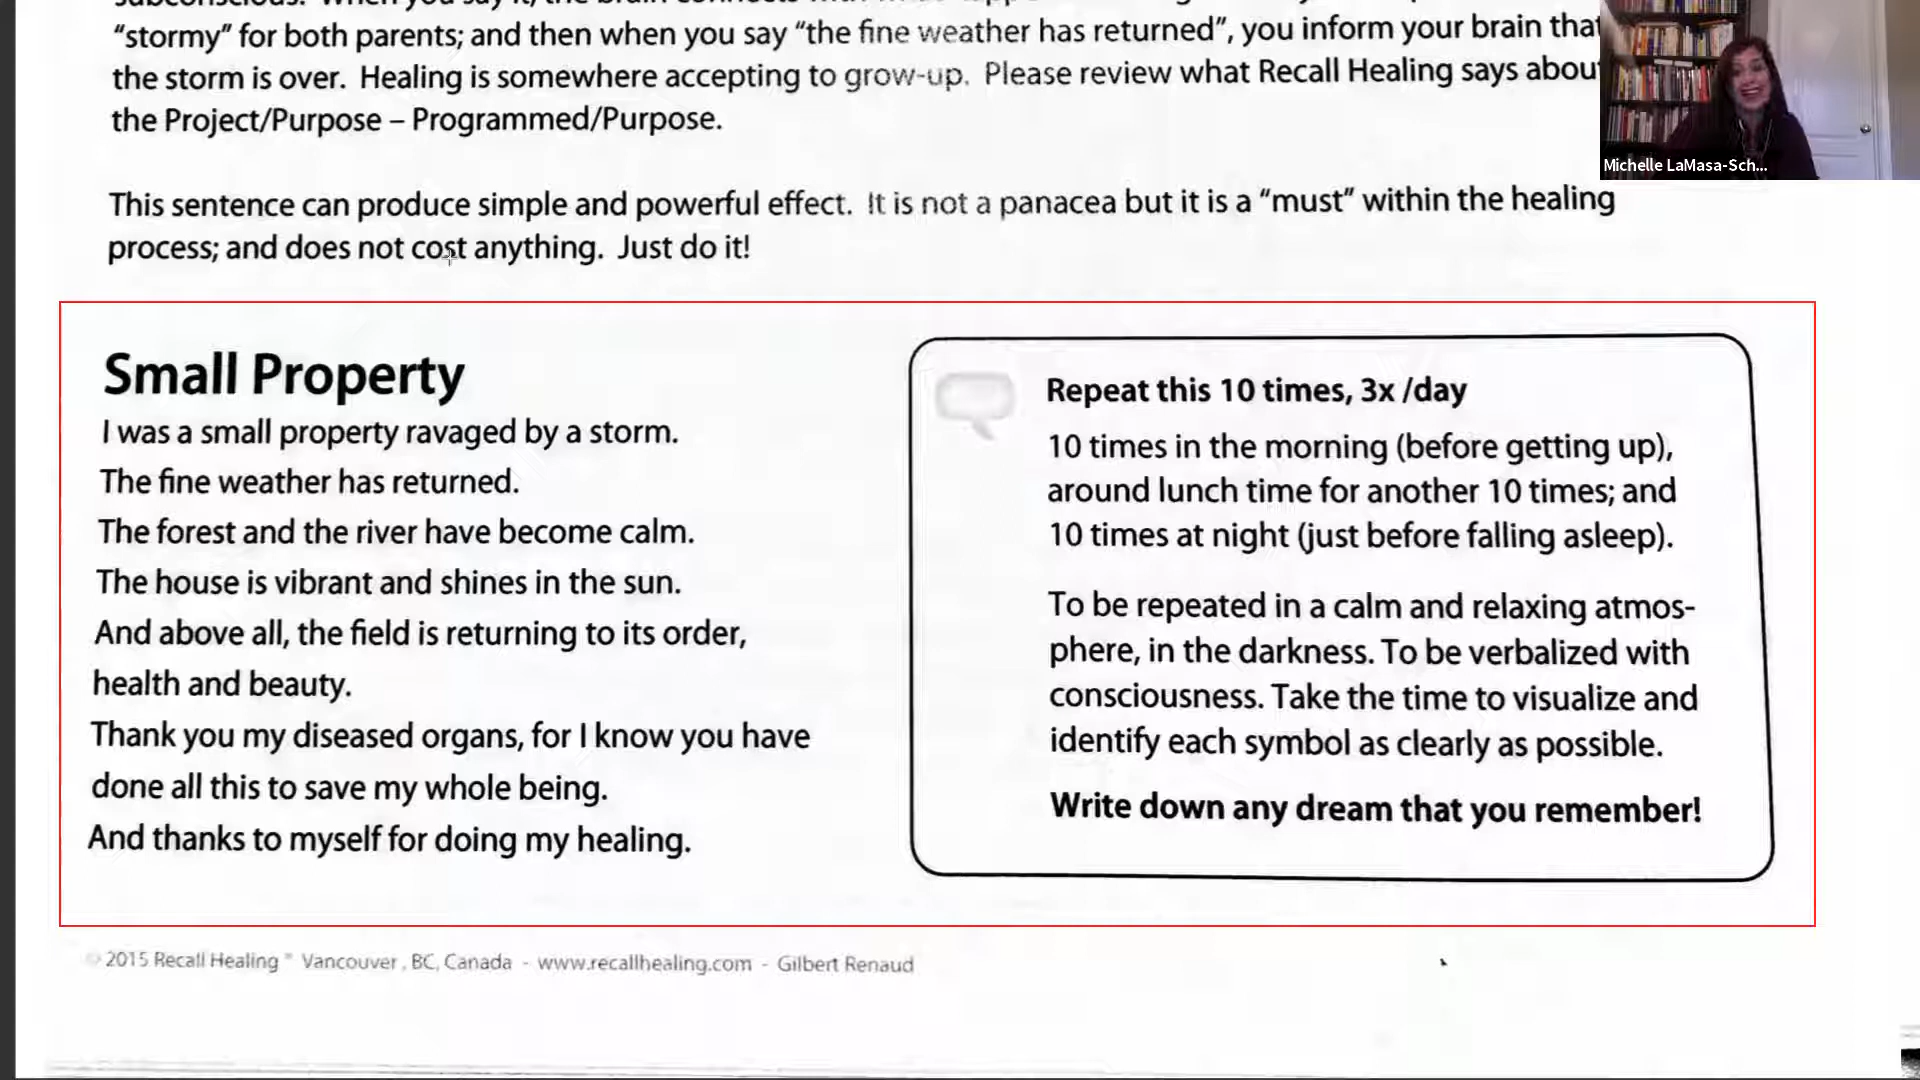 "stormy" for both parents; and then when you say "the fine weather has returned", you inform your brain that
the storm is over. Healing is somewhere accepting to grow-up. Please review what Recall Healing says about
the Project/Purpose – Programmed/Purpose.
Michelle LaMasa-Sch...
This sentence can produce simple and powerful effect. It is not a panacea but it is a "must" within the healing
process; and does not cost anything. Just do it!
Small Property
I was a small property ravaged by a storm.
The fine weather has returned.
The forest and the river have become calm.
The house is vibrant and shines in the sun.
And above all, the field is returning to its order,
health and beauty.
Thank you my diseased organs, for I know you have
done all this to save my whole being.
And thanks to myself for doing my healing.
Repeat this 10 times, 3x /day
10 times in the morning (before getting up),
around lunch time for another 10 times; and
10 times at night (just before falling asleep).
To be repeated in a calm and relaxing atmos-
phere, in the darkness. To be verbalized with
consciousness. Take the time to visualize and
identify each symbol as clearly as possible.
Write down any dream that you remember!
© 2015 Recall Healing ® Vancouver , BC, Canada - www.recallhealing.com - Gilbert Renaud